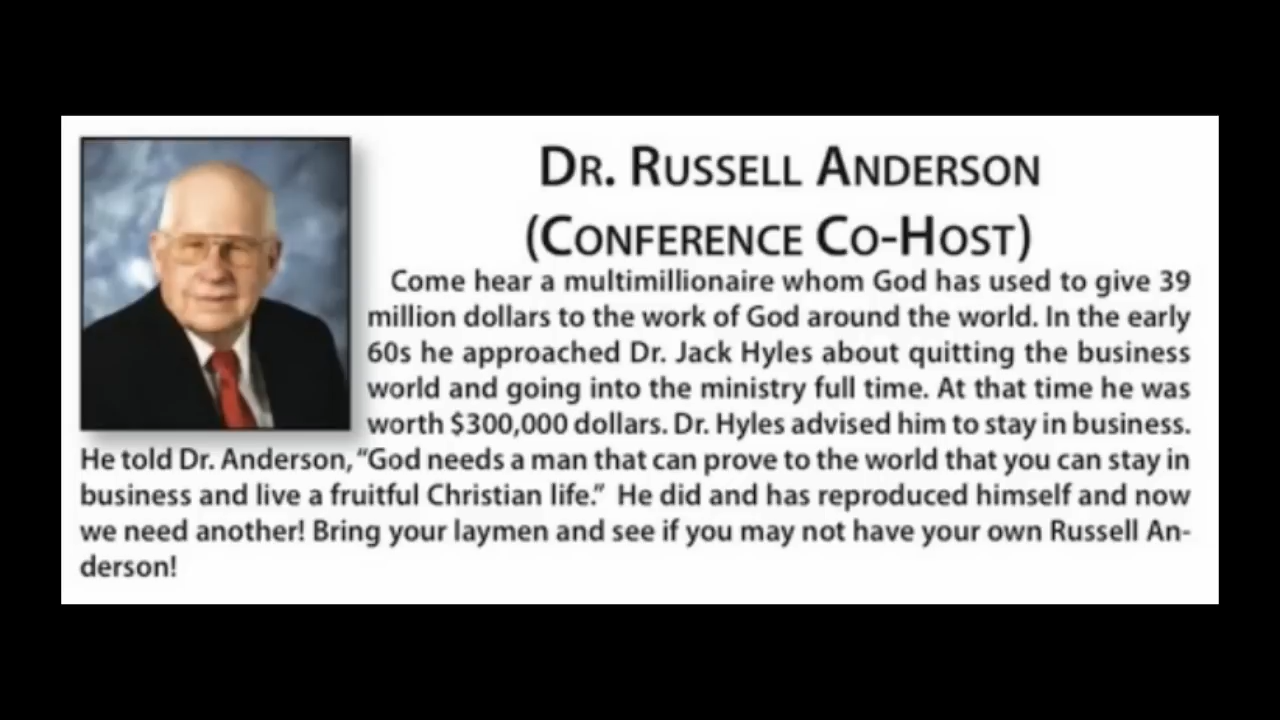 DR. RUSSELL ANDERSON
(CONFERENCE CO-HOST)
Come hear a multimillionaire whom God has used to give 39
million dollars to the work of God around the world. In the early
60s he approached Dr. Jack Hyles about quitting the business
world and going into the ministry full time. At that time he was
worth $300,000 dollars. Dr. Hyles advised him to stay in business.
He told Dr. Anderson, “God needs a man that can prove to the world that you can stay in
business and live a fruitful Christian life.” He did and has reproduced himself and now
we need another! Bring your laymen and see if you may not have your own Russell An-
derson!